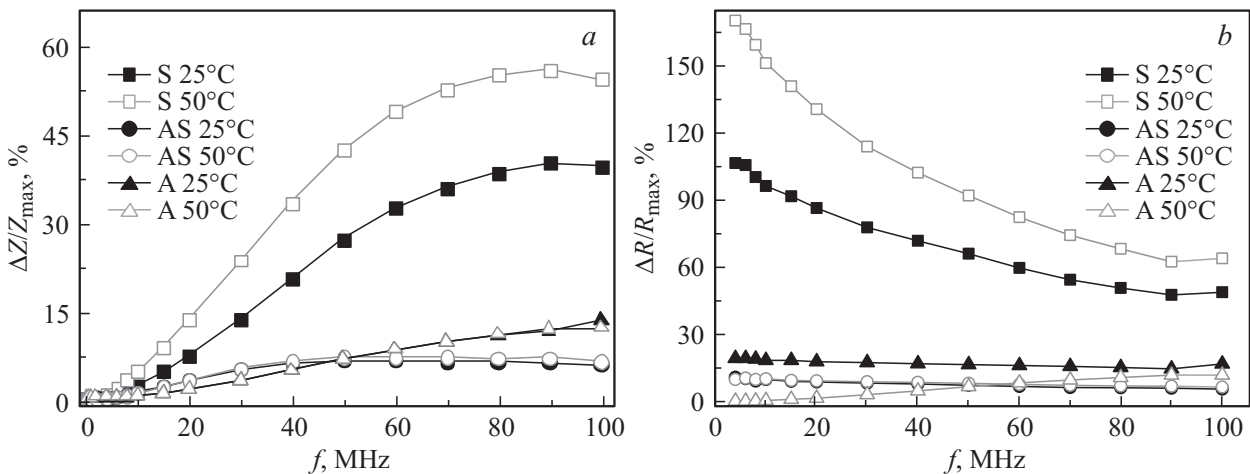 a
60
45
30
15
0
ΔZ/Zmax, %
S 25°C
S 50°C
AS 25°C
AS 50°C
A 25°C
A 50°C
0 20 40 60 80 100
f, MHz
b
150
120
90
60
30
0
ΔR/Rmax, %
S 25°C
S 50°C
AS 25°C
AS 50°C
A 25°C
A 50°C
0 20 40 60 80 100
f, MHz